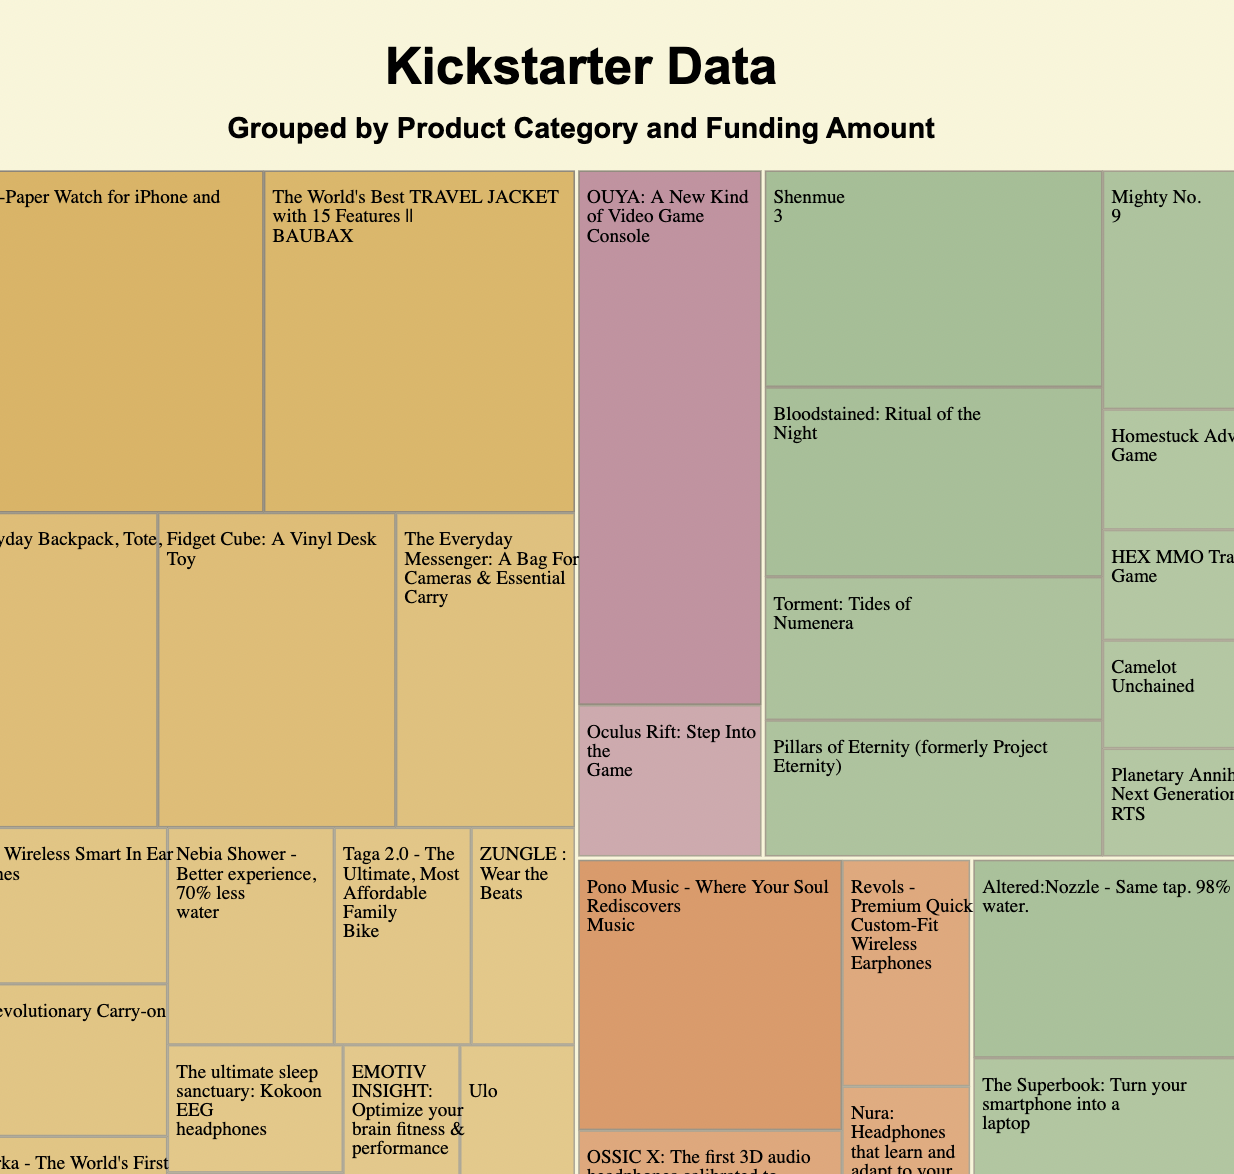 Kickstarter Data
Grouped by Product Category and Funding Amount
-Paper Watch for iPhone and
The World's Best TRAVEL JACKET
with 15 Features ||
BAUBAX
OUYA: A New Kind
of Video Game
Console
Shenmue
3
Mighty No.
9
Bloodstained: Ritual of the
Night
Homestuck Adv
Game
yday Backpack, Tote,
Fidget Cube: A Vinyl Desk
Toy
The Everyday
Messenger: A Bag For
Cameras & Essential
Carry
HEX MMO Tra
Game
Torment: Tides of
Numenera
Camelot
Unchained
Oculus Rift: Step Into
the
Game
Pillars of Eternity (formerly Project
Eternity)
Planetary Annih
Next Generation
RTS
Wireless Smart In Ear
nes
Nebia Shower -
Better experience,
70% less
water
Taga 2.0 - The
Ultimate, Most
Affordable
Family
Bike
ZUNGLE :
Wear the
Beats
Pono Music - Where Your Soul
Rediscovers
Music
Revols -
Premium Quick
Custom-Fit
Wireless
Earphones
Altered:Nozzle - Same tap. 98%
water.
evolutionary Carry-on
The ultimate sleep
sanctuary: Kokoon
EEG
headphones
EMOTIV
INSIGHT:
Optimize your
brain fitness &
performance
Ulo
The Superbook: Turn your
smartphone into a
laptop
Nura:
Headphones
that learn and
adapt to your
rka - The World's First
OSSIC X: The first 3D audio
headphones calibrated to